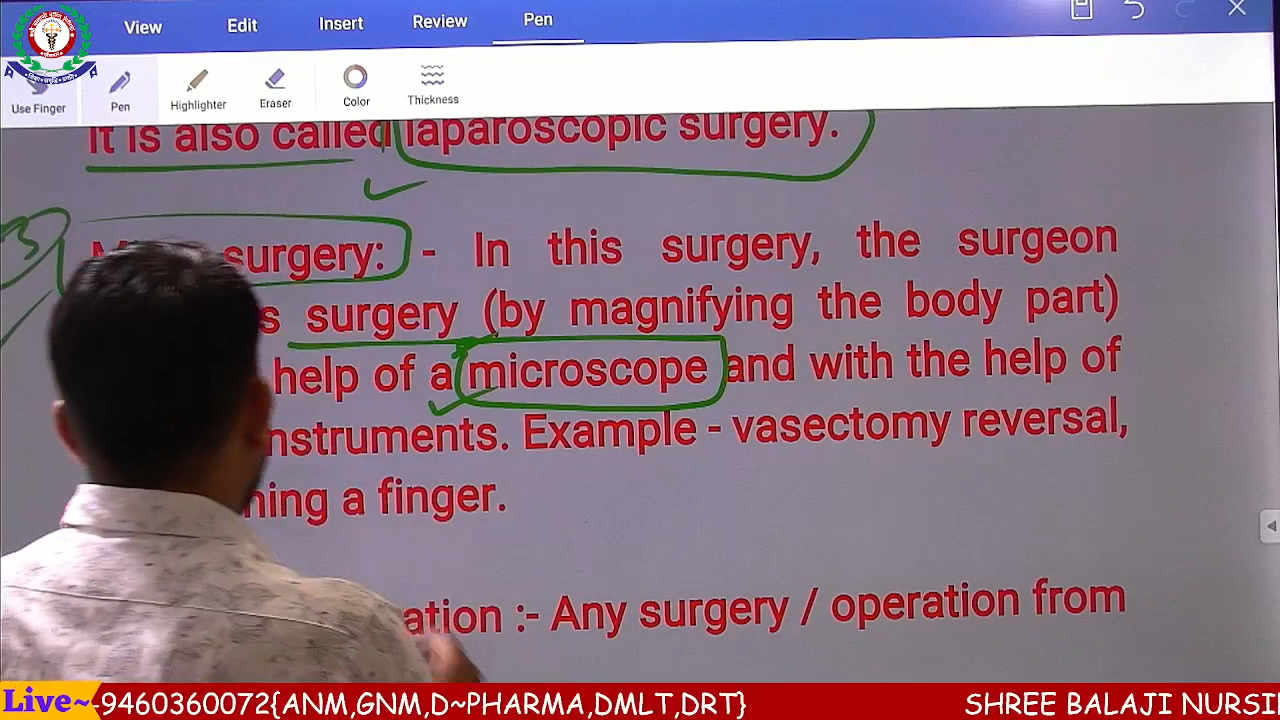 View Edit Insert Review Pen
Use Finger Pen Highlighter Eraser Color Thickness
It is also called laparoscopic surgery.
3
surgery: - In this surgery, the surgeon
s surgery (by magnifying the body part)
help of a microscope and with the help of
nstruments. Example - vasectomy reversal,
ning a finger.
ation :- Any surgery / operation from
Live~ -9460360072{ANM,GNM,D~PHARMA,DMLT,DRT} SHREE BALAJI NURSI